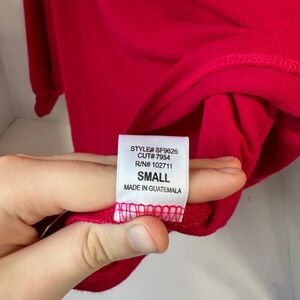 STYLE# SF9626
CUT# 7954
R/N# 102711
SMALL
MADE IN GUATEMALA